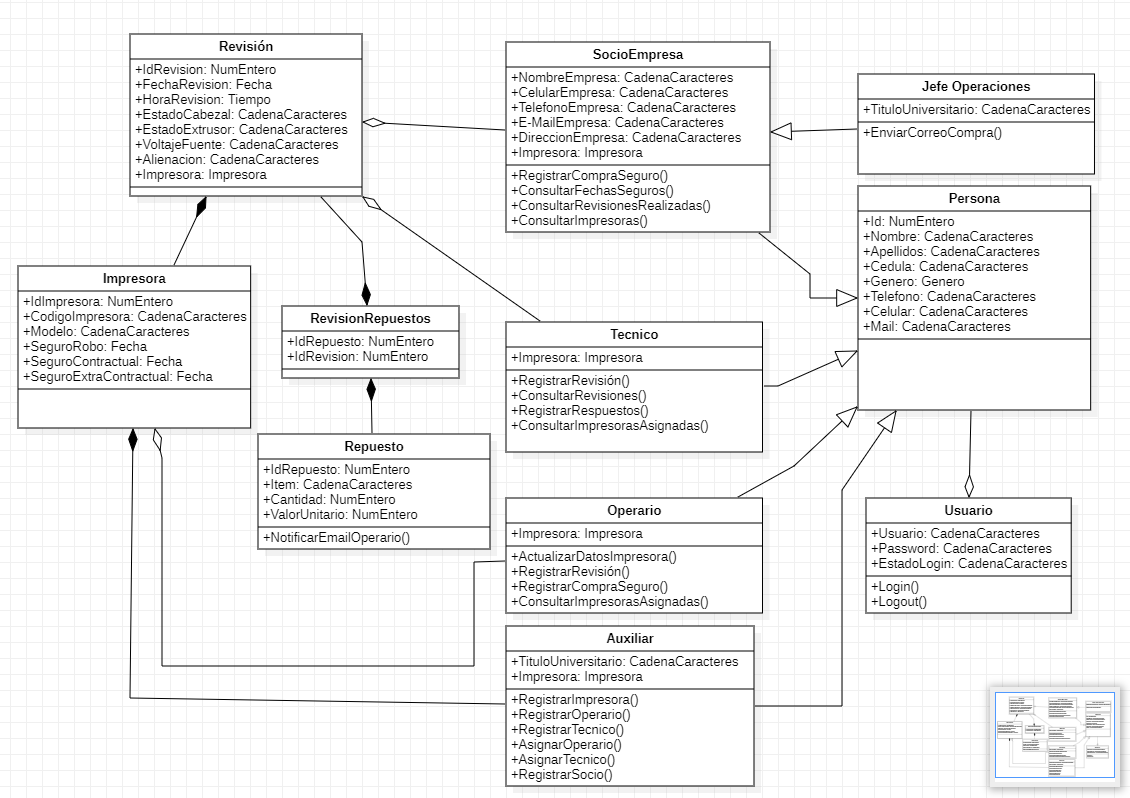 Revisión
+IdRevision: NumEntero
+FechaRevision: Fecha
+HoraRevision: Tiempo
+EstadoCabezal: CadenaCaracteres
+EstadoExtrusor: CadenaCaracteres
+VoltajeFuente: CadenaCaracteres
+Alienacion: CadenaCaracteres
+Impresora: Impresora
SocioEmpresa
+NombreEmpresa: CadenaCaracteres
+CelularEmpresa: CadenaCaracteres
+TelefonoEmpresa: CadenaCaracteres
+E-MailEmpresa: CadenaCaracteres
+DireccionEmpresa: CadenaCaracteres
+Impresora: Impresora
+RegistrarCompraSeguro()
+ConsultarFechasSeguros()
+ConsultarRevisionesRealizadas()
+ConsultarImpresoras()
Jefe Operaciones
+TituloUniversitario: CadenaCaracteres
+EnviarCorreoCompra()
Persona
+Id: NumEntero
+Nombre: CadenaCaracteres
+Apellidos: CadenaCaracteres
+Cedula: CadenaCaracteres
+Genero: Genero
+Telefono: CadenaCaracteres
+Celular: CadenaCaracteres
+Mail: CadenaCaracteres
Impresora
+IdImpresora: NumEntero
+CodigoImpresora: CadenaCaracteres
+Modelo: CadenaCaracteres
+SeguroRobo: Fecha
+SeguroContractual: Fecha
+SeguroExtraContractual: Fecha
RevisionRepuestos
+IdRepuesto: NumEntero
+IdRevision: NumEntero
Tecnico
+Impresora: Impresora
+RegistrarRevisión()
+ConsultarRevisiones()
+RegistrarRespuestos()
+ConsultarImpresorasAsignadas()
Repuesto
+IdRepuesto: NumEntero
+Item: CadenaCaracteres
+Cantidad: NumEntero
+ValorUnitario: NumEntero
+NotificarEmailOperario()
Operario
+Impresora: Impresora
+ActualizarDatosImpresora()
+RegistrarRevisión()
+RegistrarCompraSeguro()
+ConsultarImpresorasAsignadas()
Usuario
+Usuario: CadenaCaracteres
+Password: CadenaCaracteres
+EstadoLogin: CadenaCaracteres
+Login()
+Logout()
Auxiliar
+TituloUniversitario: CadenaCaracteres
+Impresora: Impresora
+RegistrarImpresora()
+RegistrarOperario()
+RegistrarTecnico()
+AsignarOperario()
+AsignarTecnico()
+RegistrarSocio()